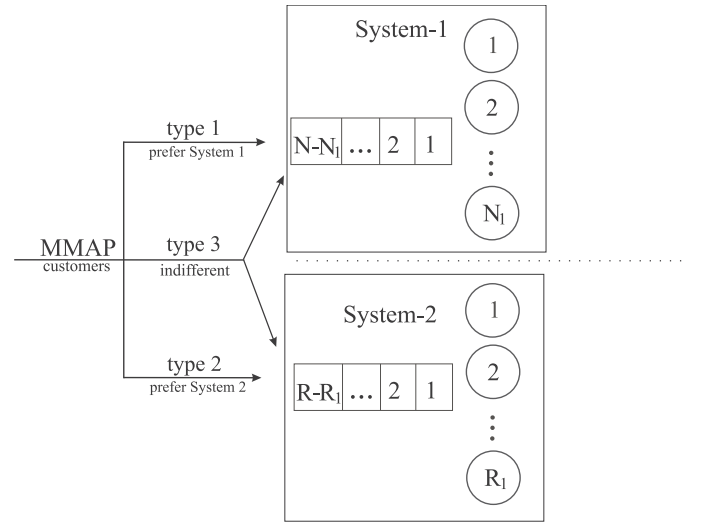 System-1
1
2
⋮
N₁
N-N₁ ... 2 1
type 1
prefer System 1
MMAP
customers
type 3
indifferent
type 2
prefer System 2
System-2
1
2
⋮
R₁
R-R₁ ... 2 1